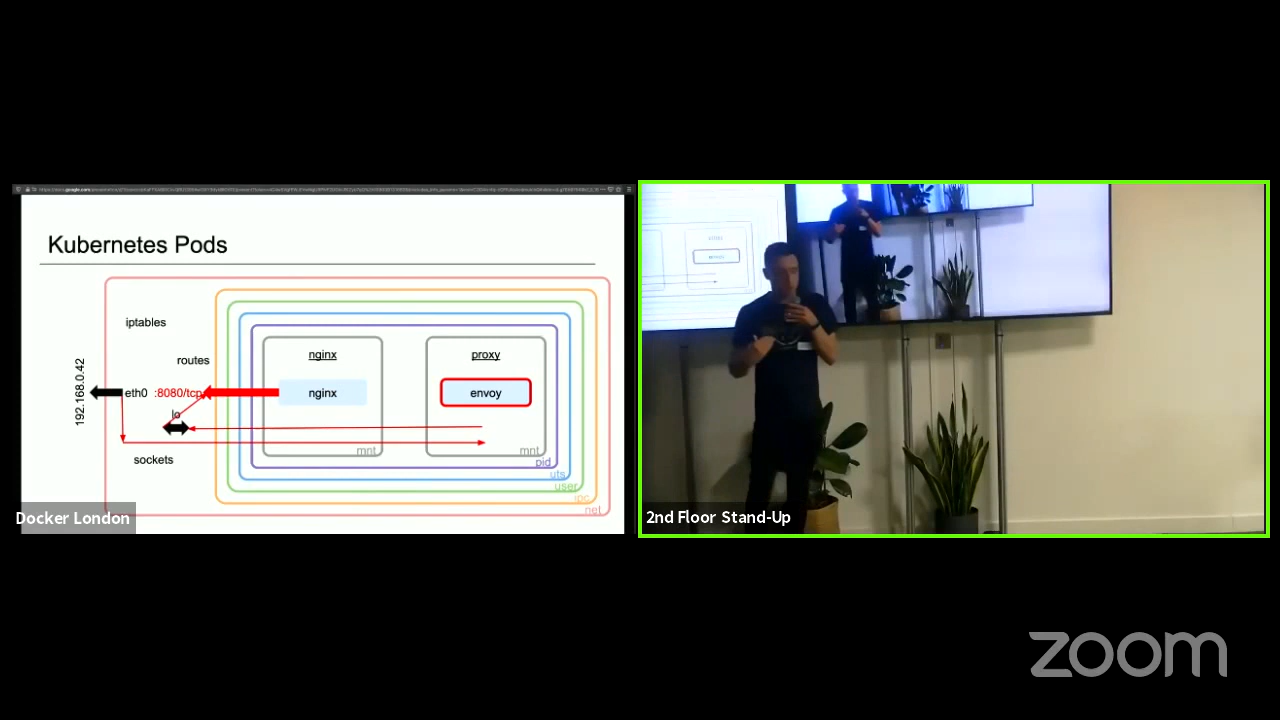 Kubernetes Pods
iptables
routes
nginx
proxy
192.168.0.42
eth0 :8080/tcp
nginx
envoy
lo
mnt
mnt
sockets
pid
uts
user
ipc
net
Docker London
2nd Floor Stand-Up
zoom